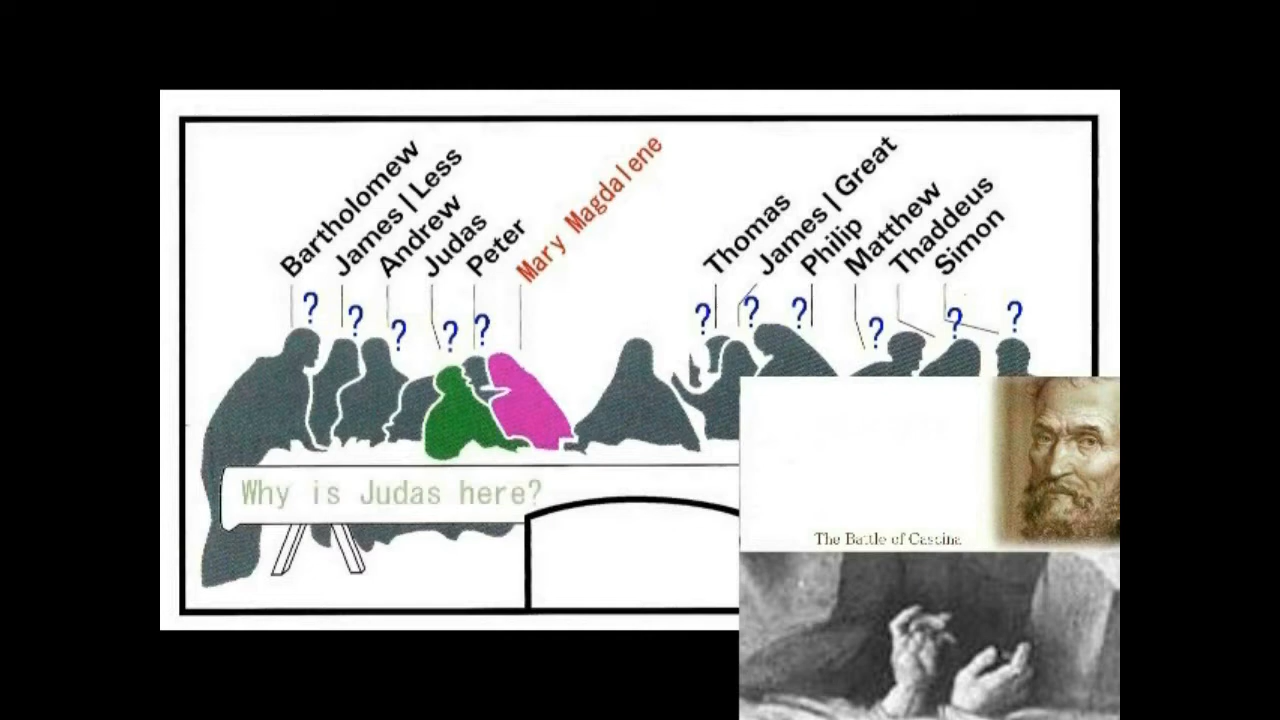 Bartholomew
James | Less
Andrew
Judas
Peter
Mary Magdalene
Thomas
James | Great
Philip
Matthew
Thaddeus
Simon
? ? ? ? ? ? ? ? ? ? ?
Why is Judas here?
The Battle of Cascina